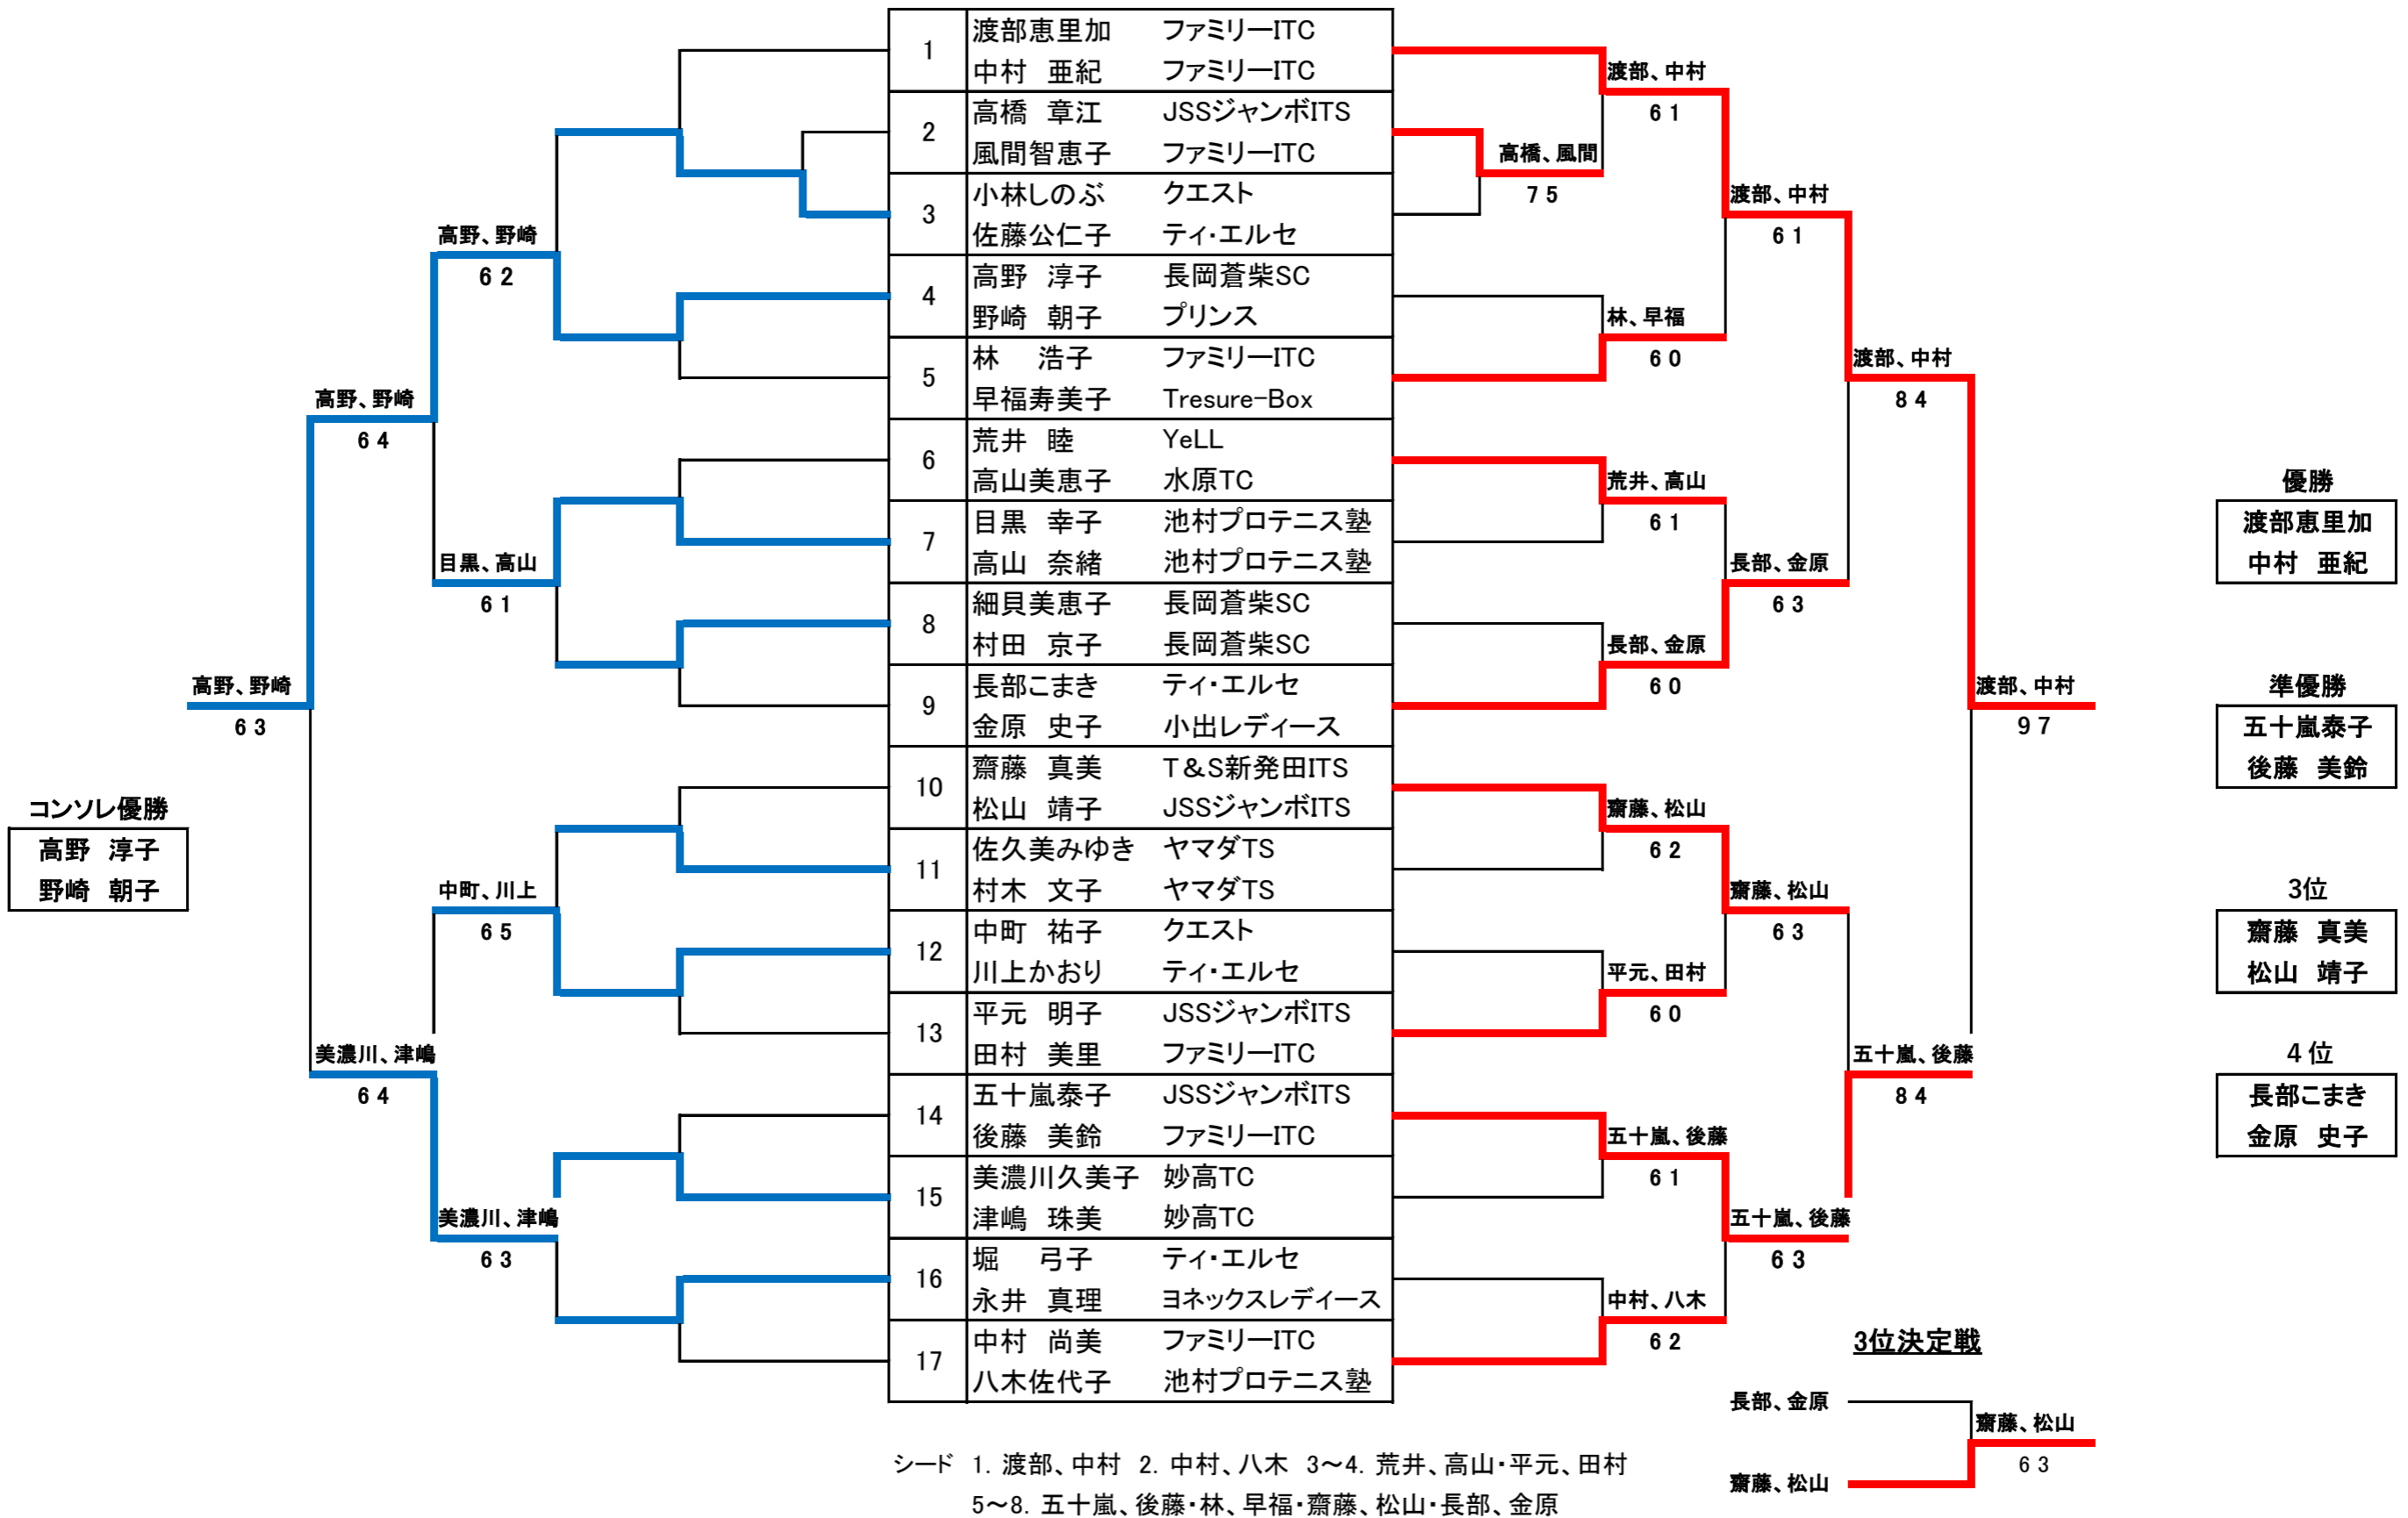 1 渡部恵里加 ファミリーITC
中村 亜紀 ファミリーITC
2 高橋 章江 JSSジャンボITS
風間智恵子 ファミリーITC
3 小林しのぶ クエスト
佐藤公仁子 ティ・エルセ
4 高野 淳子 長岡蒼柴SC
野崎 朝子 プリンス
5 林 浩子 ファミリーITC
早福寿美子 Tresure-Box
6 荒井 睦 YeLL
高山美恵子 水原TC
7 目黒 幸子 池村プロテニス塾
高山 奈緒 池村プロテニス塾
8 細貝美恵子 長岡蒼柴SC
村田 京子 長岡蒼柴SC
9 長部こまき ティ・エルセ
金原 史子 小出レディース
10 齋藤 真美 T&S新発田ITS
松山 靖子 JSSジャンボITS
11 佐久美みゆき ヤマダTS
村木 文子 ヤマダTS
12 中町 祐子 クエスト
川上かおり ティ・エルセ
13 平元 明子 JSSジャンボITS
田村 美里 ファミリーITC
14 五十嵐泰子 JSSジャンボITS
後藤 美鈴 ファミリーITC
15 美濃川久美子 妙高TC
津嶋 珠美 妙高TC
16 堀 弓子 ティ・エルセ
永井 真理 ヨネックスレディース
17 中村 尚美 ファミリーITC
八木佐代子 池村プロテニス塾
高野、野崎
6 2
目黒、高山
6 1
中町、川上
6 5
美濃川、津嶋
6 3
高野、野崎
6 4
美濃川、津嶋
6 4
高野、野崎
6 3
コンソレ優勝
高野 淳子
野崎 朝子
高橋、風間
7 5
渡部、中村
6 1
林、早福
6 0
荒井、高山
6 1
長部、金原
6 0
齋藤、松山
6 2
平元、田村
6 0
五十嵐、後藤
6 1
中村、八木
6 2
渡部、中村
6 1
長部、金原
6 3
齋藤、松山
6 3
五十嵐、後藤
6 3
渡部、中村
8 4
五十嵐、後藤
8 4
渡部、中村
9 7
優勝
渡部恵里加
中村 亜紀
準優勝
五十嵐泰子
後藤 美鈴
3位
齋藤 真美
松山 靖子
4位
長部こまき
金原 史子
3位決定戦
長部、金原
齋藤、松山
6 3
齋藤、松山
シード 1. 渡部、中村 2. 中村、八木 3～4. 荒井、高山・平元、田村
5～8. 五十嵐、後藤・林、早福・齋藤、松山・長部、金原